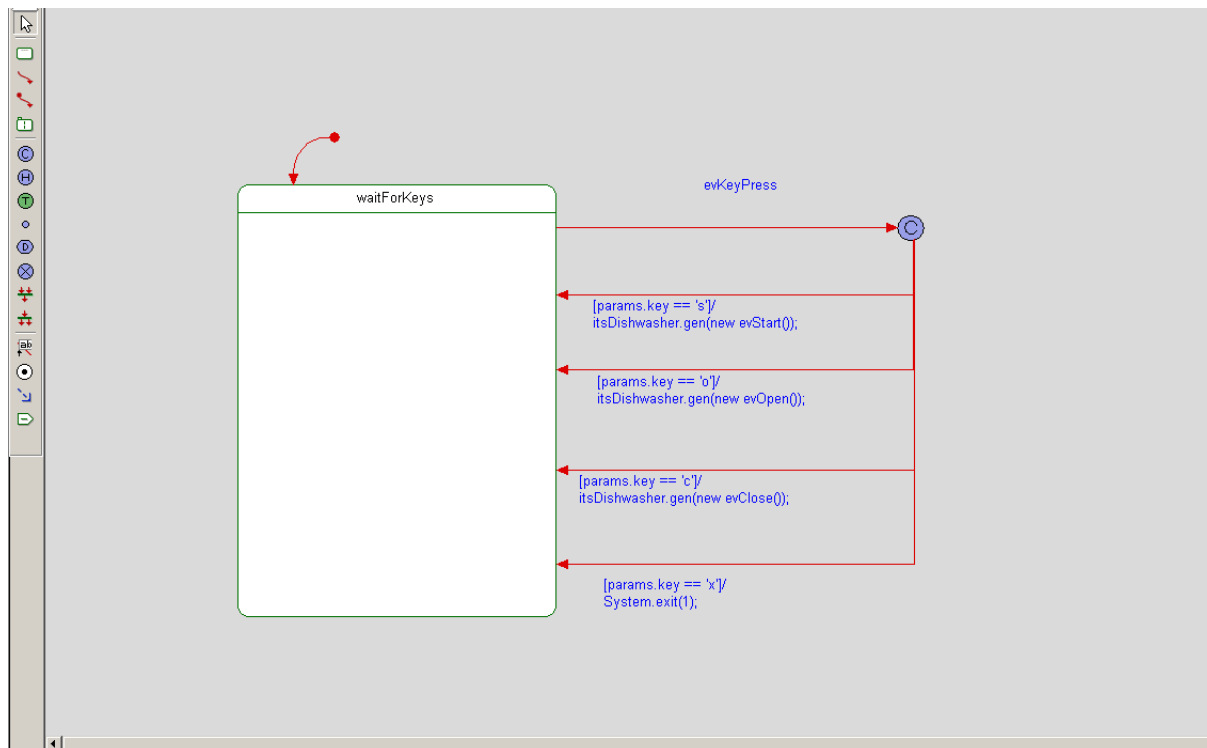 waitForKeys
evKeyPress
C
[params.key == 's']/
itsDishwasher.gen(new evStart());
[params.key == 'o']/
itsDishwasher.gen(new evOpen());
[params.key == 'c']/
itsDishwasher.gen(new evClose());
[params.key == 'x']/
System.exit(1);
C
H
T
D
ab